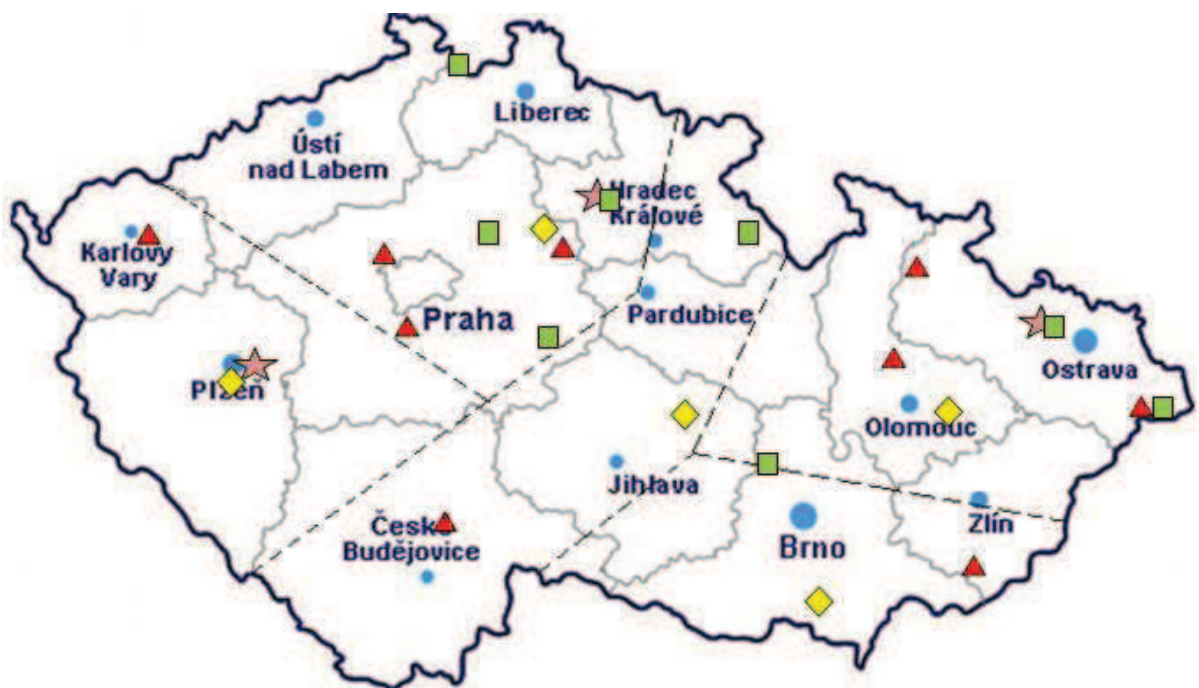 Liberec
Ústí
nad Labem
Hradec
Králové
Karlovy
Vary
Praha
Pardubice
Plzeň
Ostrava
Olomouc
Jihlava
Zlín
Brno
České
Budějovice